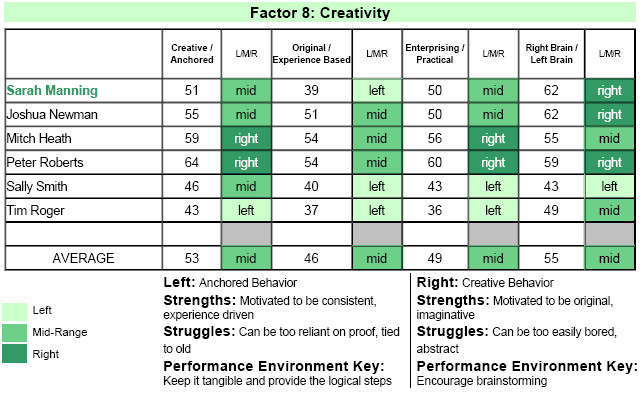 Factor 8: Creativity
Creative / Anchored L/M/R Original / Experience Based L/M/R Enterprising / Practical L/M/R Right Brain / Left Brain L/M/R
Sarah Manning 51 mid 39 left 50 mid 62 right
Joshua Newman 55 mid 51 mid 50 mid 62 right
Mitch Heath 59 right 54 mid 56 right 55 mid
Peter Roberts 64 right 54 mid 60 right 59 right
Sally Smith 46 mid 40 left 43 left 43 left
Tim Roger 43 left 37 left 36 left 49 mid
AVERAGE 53 mid 46 mid 49 mid 55 mid
Left
Mid-Range
Right
Left: Anchored Behavior
Strengths: Motivated to be consistent,
experience driven
Struggles: Can be too reliant on proof, tied
to old
Performance Environment Key:
Keep it tangible and provide the logical steps
Right: Creative Behavior
Strengths: Motivated to be original,
imaginative
Struggles: Can be too easily bored,
abstract
Performance Environment Key:
Encourage brainstorming